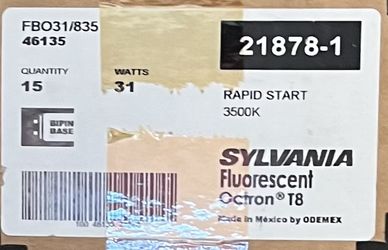 FBO31/835
46135
21878-1
QUANTITY WATTS
15 31
RAPID START
3500K
BIPIN
BASE
SYLVANIA
Fluorescent
Octron® T8
Made in México by ODEMEX